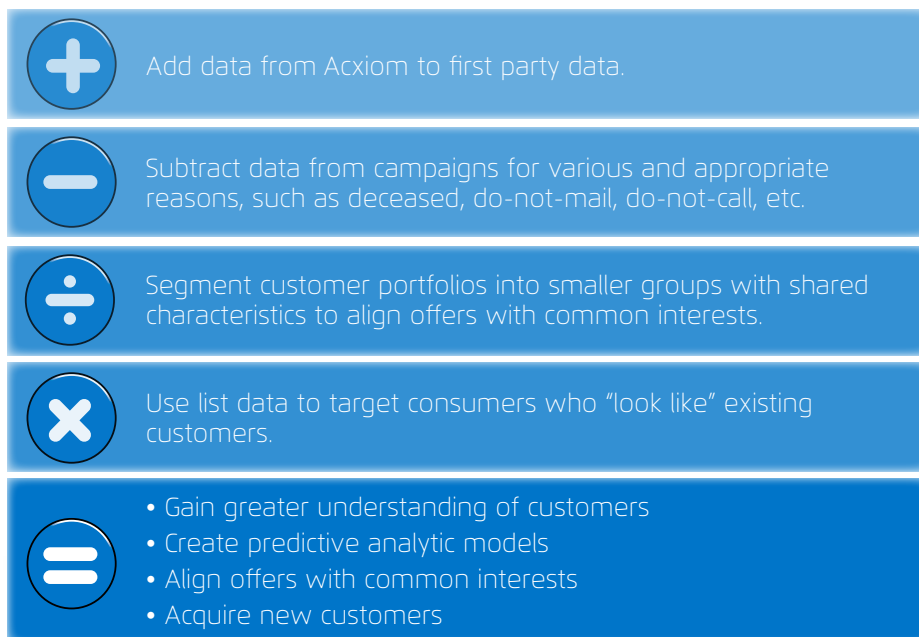 Add data from Acxiom to first party data.
Subtract data from campaigns for various and appropriate
reasons, such as deceased, do-not-mail, do-not-call, etc.
Segment customer portfolios into smaller groups with shared
characteristics to align offers with common interests.
Use list data to target consumers who “look like” existing
customers.
• Gain greater understanding of customers
• Create predictive analytic models
• Align offers with common interests
• Acquire new customers